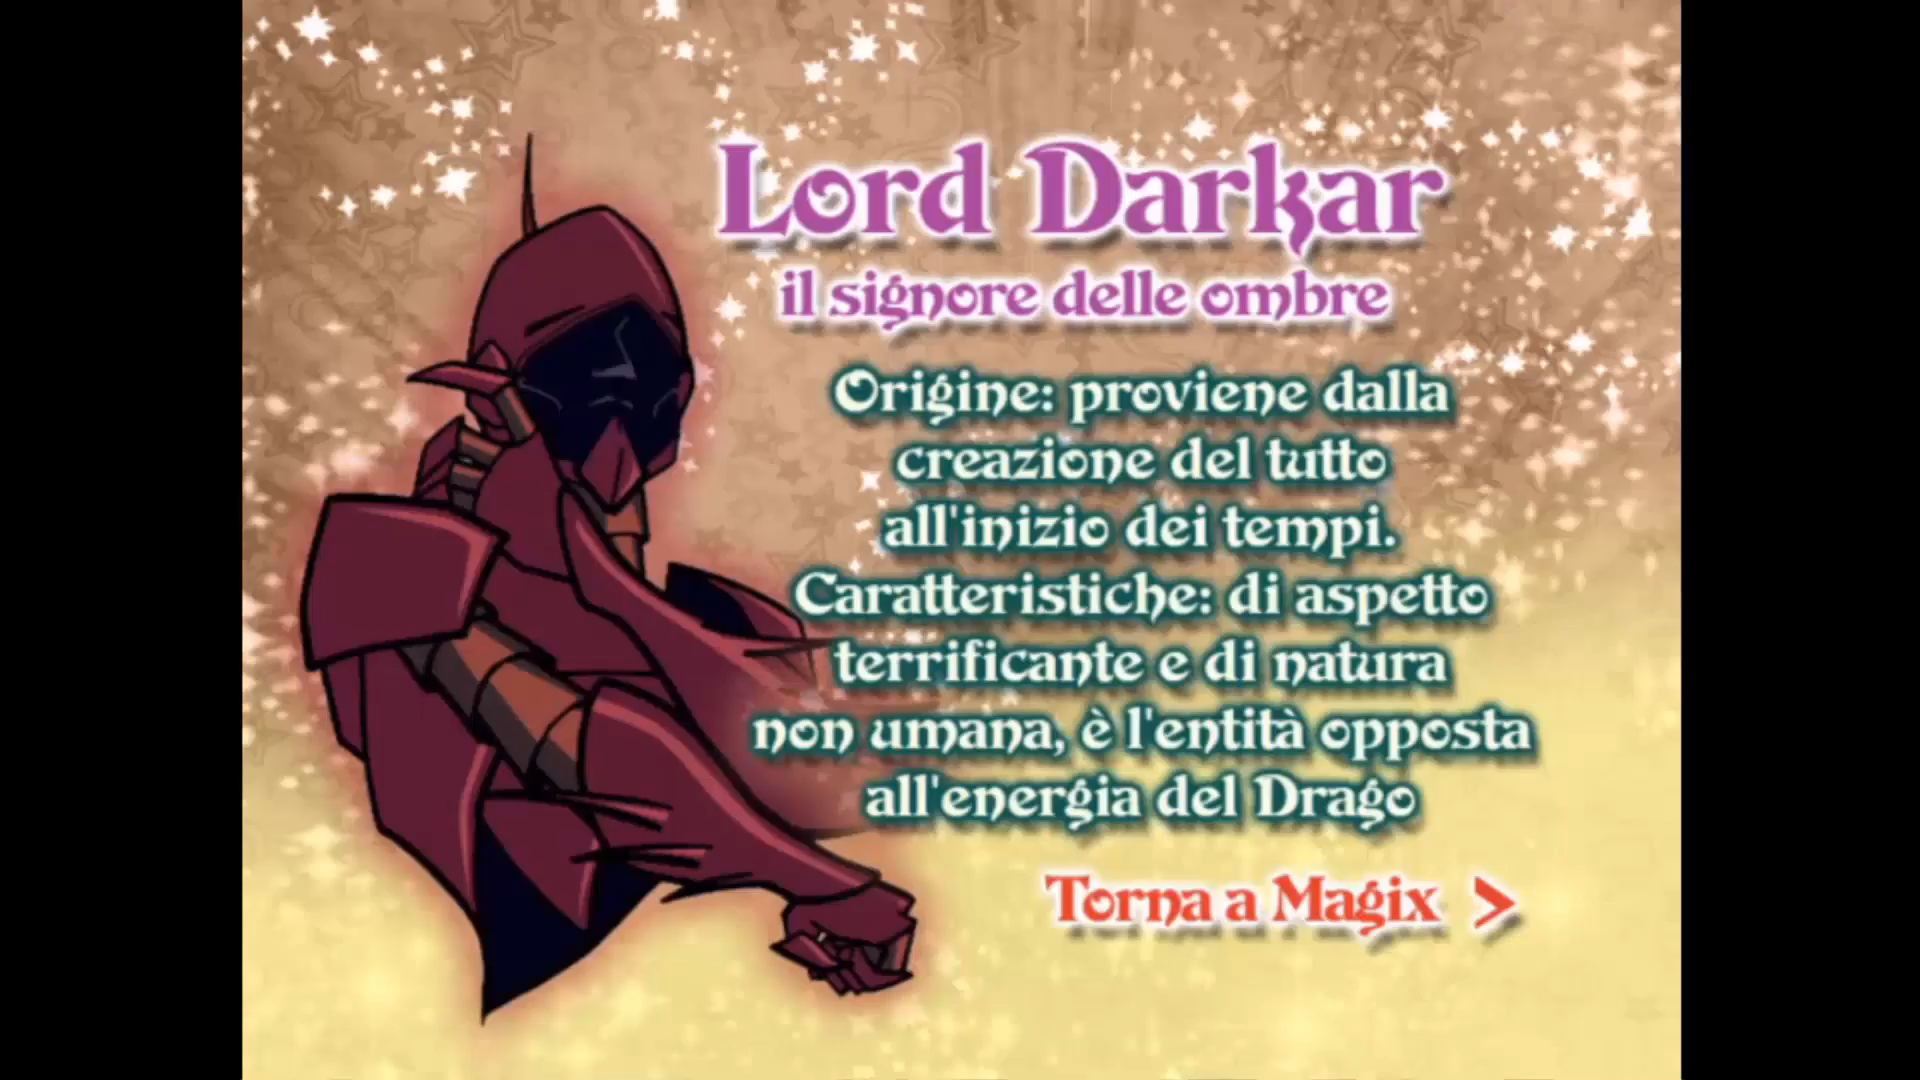 Lord Darkar
il signore delle ombre
Origine: proviene dalla
creazione del tutto
all'inizio dei tempi.
Caratteristiche: di aspetto
terrificante e di natura
non umana, è l'entità opposta
all'energia del Drago
Torna a Magix >